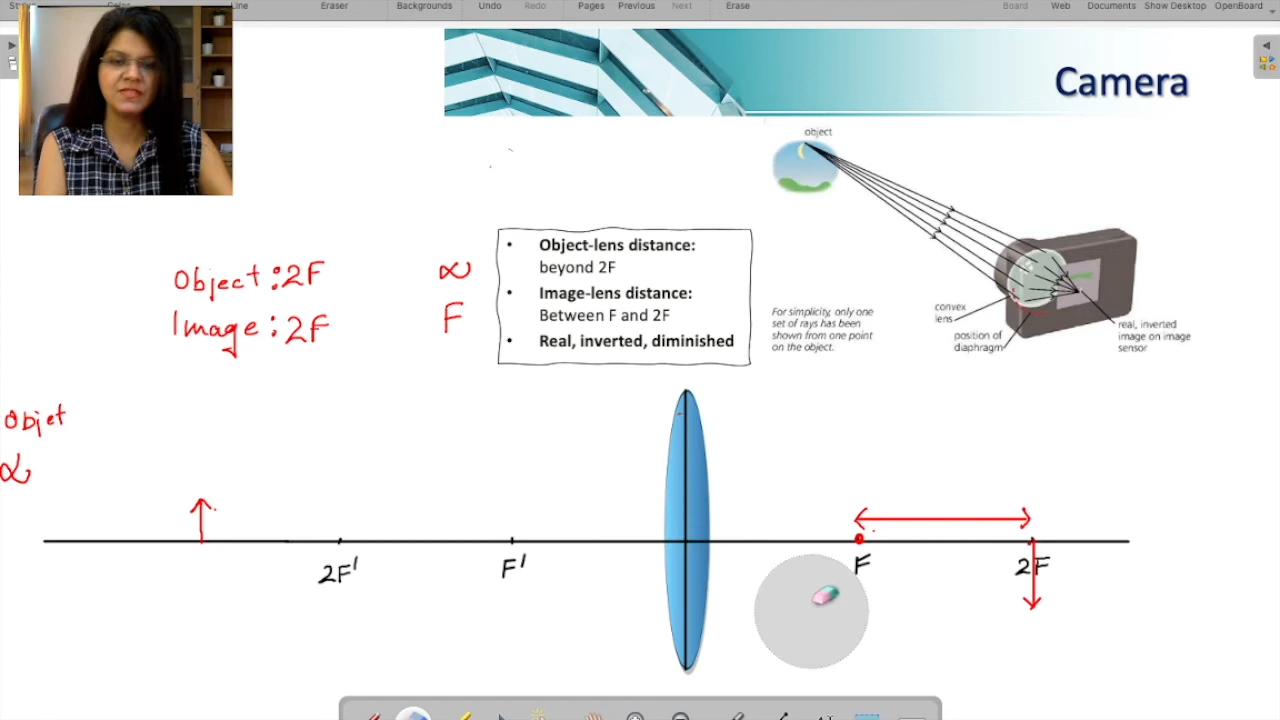 Eraser
Line
Backgrounds
Undo
Redo
Pages
Previous
Next
Erase
Board
Web
Documents
Show Desktop
OpenBoard
Camera
object
• Object-lens distance:
beyond 2F
• Image-lens distance:
Between F and 2F
• Real, inverted, diminished
Object : 2F
∞
Image : 2F
F
For simplicity, only one
set of rays has been
shown from one point
on the object.
convex
lens
position of
diaphragm
real, inverted
image on image
sensor
Objet
∞
2F'
F'
F
2F